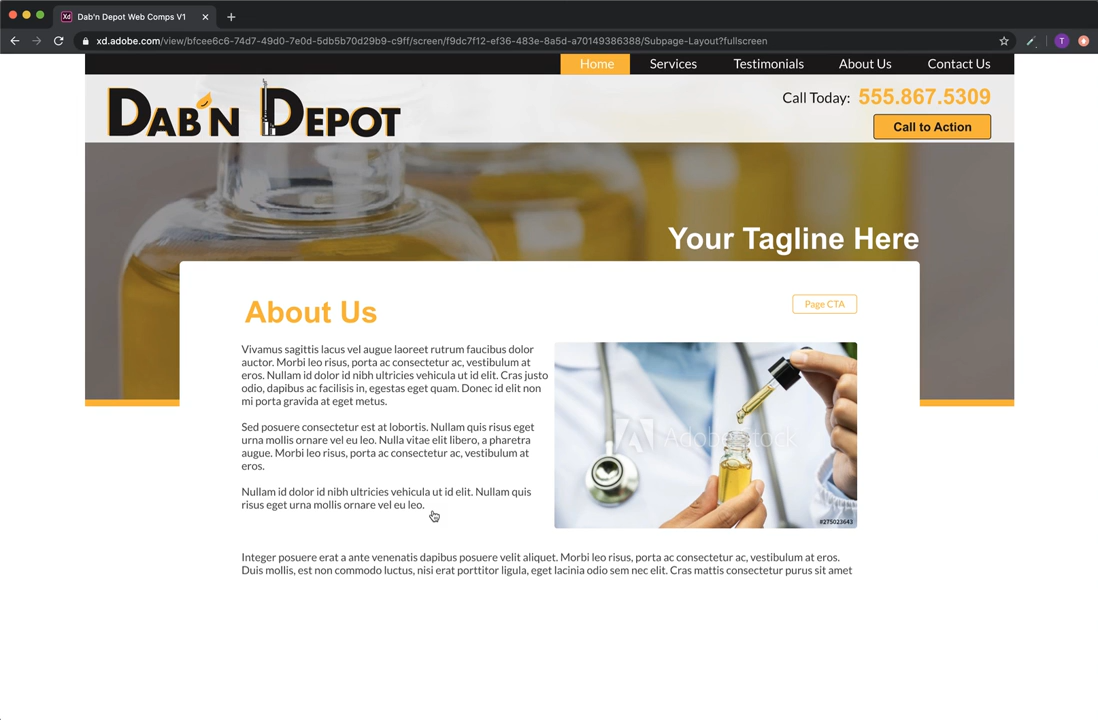 Dab'n Depot Web Comps V1
xd.adobe.com/view/bfcee6c6-74d7-49d0-7e0d-5db5b70d29b9-c9ff/screen/f9dc7f12-ef36-483e-8a5d-a70149386388/Subpage-Layout?fullscreen
T
Home Services Testimonials About Us Contact Us
DAB'N DEPOT
Call Today: 555.867.5309
Call to Action
Your Tagline Here
About Us
Page CTA
Vivamus sagittis lacus vel augue laoreet rutrum faucibus dolor
auctor. Morbi leo risus, porta ac consectetur ac, vestibulum at
eros. Nullam id dolor id nibh ultricies vehicula ut id elit. Cras justo
odio, dapibus ac facilisis in, egestas eget quam. Donec id elit non
mi porta gravida at eget metus.
Sed posuere consectetur est at lobortis. Nullam quis risus eget
urna mollis ornare vel eu leo. Nulla vitae elit libero, a pharetra
augue. Morbi leo risus, porta ac consectetur ac, vestibulum at
eros.
Nullam id dolor id nibh ultricies vehicula ut id elit. Nullam quis
risus eget urna mollis ornare vel eu leo.
Adobe Stock
#275023643
Integer posuere erat a ante venenatis dapibus posuere velit aliquet. Morbi leo risus, porta ac consectetur ac, vestibulum at eros.
Duis mollis, est non commodo luctus, nisi erat porttitor ligula, eget lacinia odio sem nec elit. Cras mattis consectetur purus sit amet